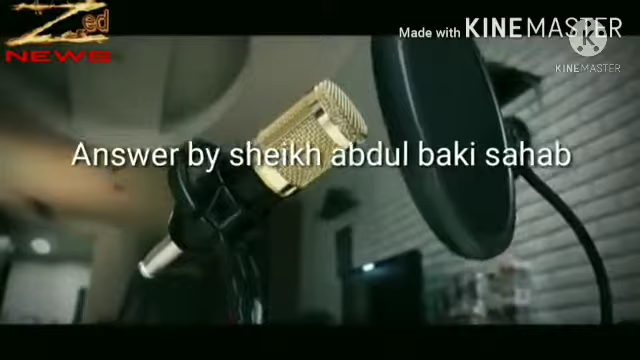 Zed
NEWS
Made with KINEMASTER
KINEMASTER
Answer by sheikh abdul baki sahab